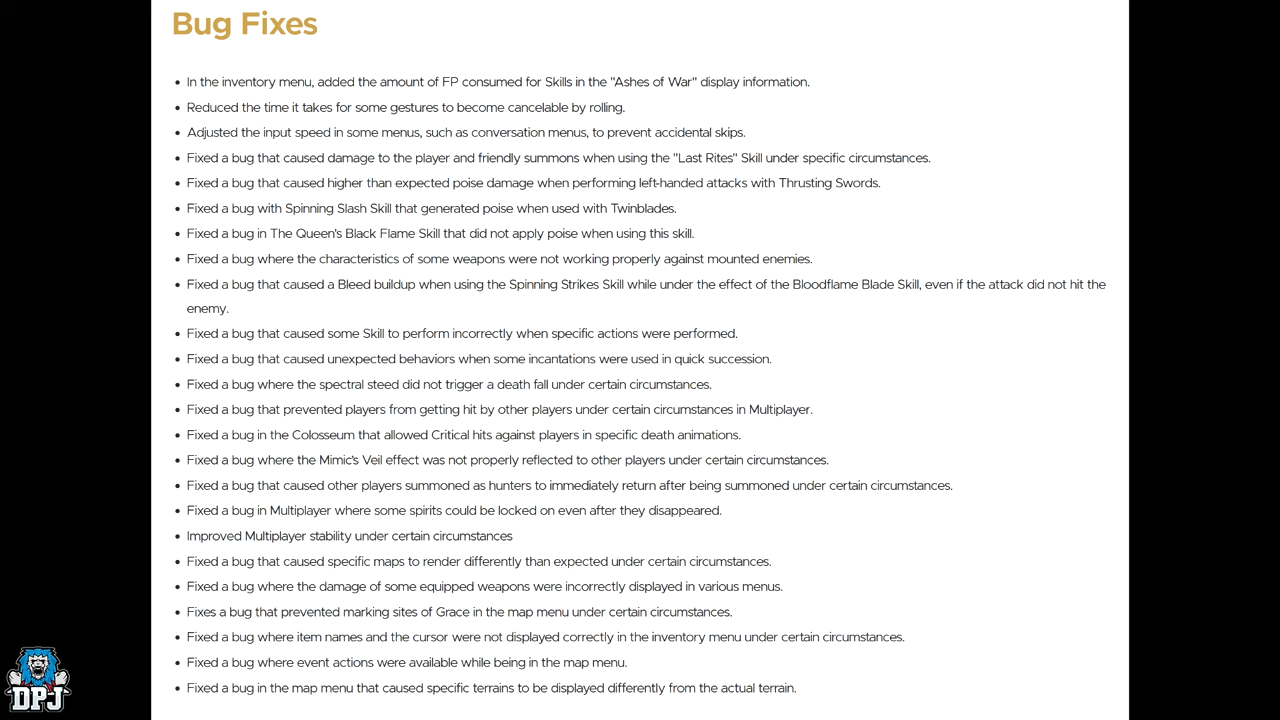 Bug Fixes
• In the inventory menu, added the amount of FP consumed for Skills in the "Ashes of War" display information.
• Reduced the time it takes for some gestures to become cancelable by rolling.
• Adjusted the input speed in some menus, such as conversation menus, to prevent accidental skips.
• Fixed a bug that caused damage to the player and friendly summons when using the "Last Rites" Skill under specific circumstances.
• Fixed a bug that caused higher than expected poise damage when performing left-handed attacks with Thrusting Swords.
• Fixed a bug with Spinning Slash Skill that generated poise when used with Twinblades.
• Fixed a bug in The Queen's Black Flame Skill that did not apply poise when using this skill.
• Fixed a bug where the characteristics of some weapons were not working properly against mounted enemies.
• Fixed a bug that caused a Bleed buildup when using the Spinning Strikes Skill while under the effect of the Bloodflame Blade Skill, even if the attack did not hit the
enemy.
• Fixed a bug that caused some Skill to perform incorrectly when specific actions were performed.
• Fixed a bug that caused unexpected behaviors when some incantations were used in quick succession.
• Fixed a bug where the spectral steed did not trigger a death fall under certain circumstances.
• Fixed a bug that prevented players from getting hit by other players under certain circumstances in Multiplayer.
• Fixed a bug in the Colosseum that allowed Critical hits against players in specific death animations.
• Fixed a bug where the Mimic's Veil effect was not properly reflected to other players under certain circumstances.
• Fixed a bug that caused other players summoned as hunters to immediately return after being summoned under certain circumstances.
• Fixed a bug in Multiplayer where some spirits could be locked on even after they disappeared.
• Improved Multiplayer stability under certain circumstances
• Fixed a bug that caused specific maps to render differently than expected under certain circumstances.
• Fixed a bug where the damage of some equipped weapons were incorrectly displayed in various menus.
• Fixes a bug that prevented marking sites of Grace in the map menu under certain circumstances.
• Fixed a bug where item names and the cursor were not displayed correctly in the inventory menu under certain circumstances.
• Fixed a bug where event actions were available while being in the map menu.
• Fixed a bug in the map menu that caused specific terrains to be displayed differently from the actual terrain.
DPJ